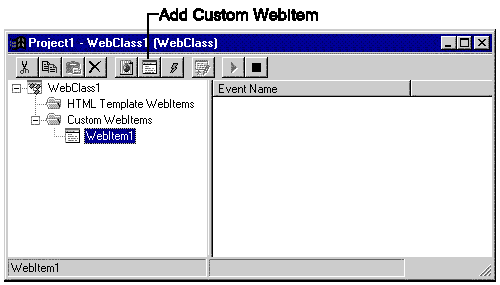 Add Custom WebItem
Project1 - WebClass1 (WebClass)
WebClass1
HTML Template WebItems
Custom WebItems
WebItem1
Event Name
WebItem1